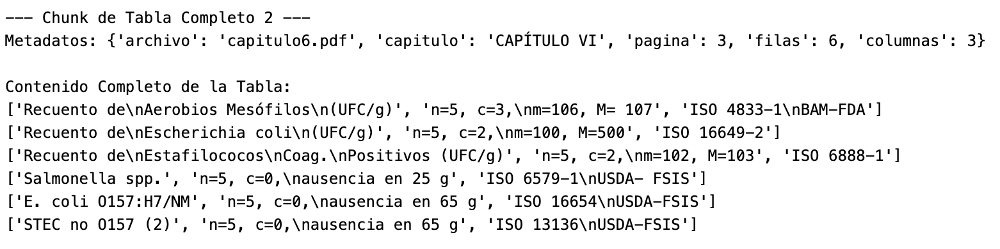 --- Chunk de Tabla Completo 2 ---
Metadatos: {'archivo': 'capitulo6.pdf', 'capitulo': 'CAPÍTULO VI', 'pagina': 3, 'filas': 6, 'columnas': 3}

Contenido Completo de la Tabla:
['Recuento de\nAerobios Mesófilos\n(UFC/g)', 'n=5, c=3,\nm=106, M= 107', 'ISO 4833-1\nBAM-FDA']
['Recuento de\nEscherichia coli\n(UFC/g)', 'n=5, c=2,\nm=100, M=500', 'ISO 16649-2']
['Recuento de\nEstafilococos\nCoag.\nPositivos (UFC/g)', 'n=5, c=2,\nm=102, M=103', 'ISO 6888-1']
['Salmonella spp.', 'n=5, c=0,\nausencia en 25 g', 'ISO 6579-1\nUSDA- FSIS']
['E. coli O157:H7/NM', 'n=5, c=0,\nausencia en 65 g', 'ISO 16654\nUSDA-FSIS']
['STEC no O157 (2)', 'n=5, c=0,\nausencia en 65 g', 'ISO 13136\nUSDA-FSIS']